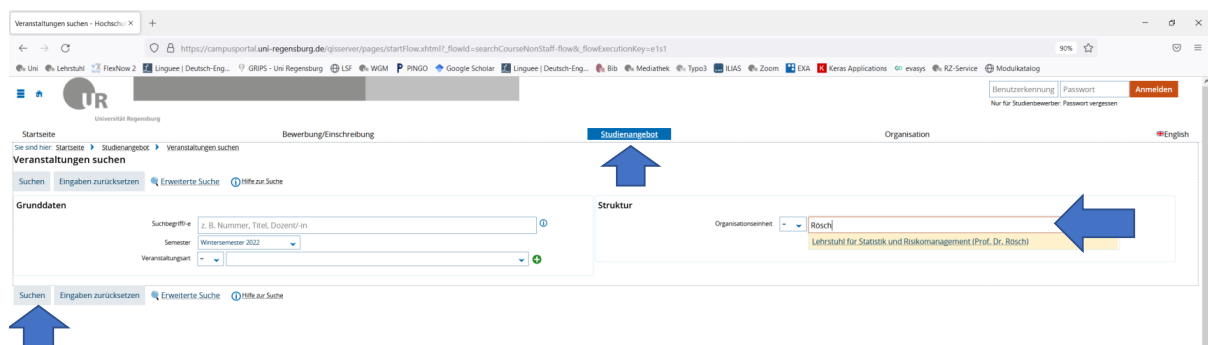 Veranstaltungen suchen - Hochschul
https://campusportal.uni-regensburg.de/qisserver/pages/startFlow.xhtml?_flowId=searchCourseNonStaff-flow&_flowExecutionKey=e1s1 90%
Uni Lehrstuhl FlexNow 2 Linguee | Deutsch-Eng... GRIPS - Uni Regensburg LSF WGM PINGO Google Scholar Linguee | Deutsch-Eng... Bib Mediathek Typo3 ILIAS Zoom EXA Keras Applications evasys RZ-Service Modulkatalog
UR
Universität Regensburg
Benutzerkennung Passwort Anmelden
Nur für Studienbewerber: Passwort vergessen
Startseite Bewerbung/Einschreibung Studienangebot Organisation English
Sie sind hier: Startseite Studienangebot Veranstaltungen suchen
Veranstaltungen suchen
Suchen Eingaben zurücksetzen Erweiterte Suche Hilfe zur Suche
Grunddaten Struktur
Suchbegriff/-e z. B. Nummer, Titel, Dozent/-in Organisationseinheit = Rösch
Semester Wintersemester 2022 Lehrstuhl für Statistik und Risikomanagement (Prof. Dr. Rösch)
Veranstaltungsart =
Suchen Eingaben zurücksetzen Erweiterte Suche Hilfe zur Suche